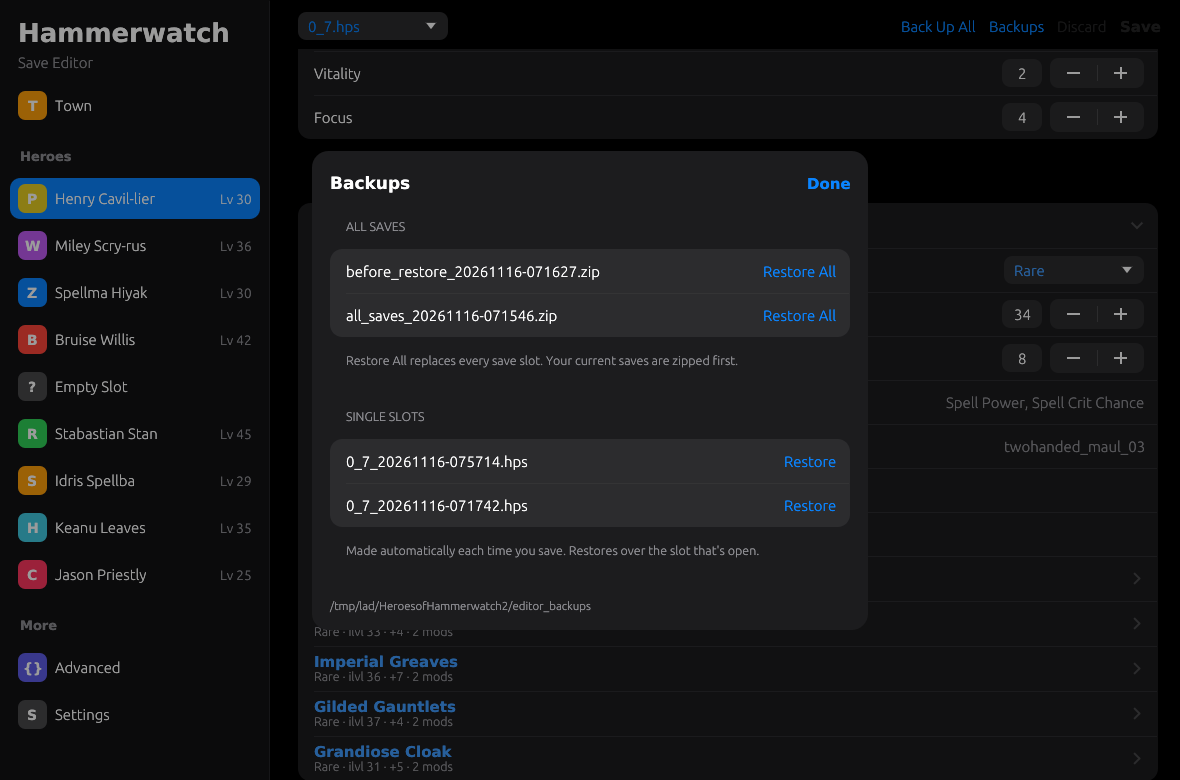 Hammerwatch
Save Editor
T Town
Heroes
P Henry Cavil-lier Lv 30
W Miley Scry-rus Lv 36
Z Spellma Hiyak Lv 30
B Bruise Willis Lv 42
? Empty Slot
R Stabastian Stan Lv 45
S Idris Spellba Lv 29
H Keanu Leaves Lv 35
C Jason Priestly Lv 25
More
{} Advanced
S Settings
0_7.hps
Back Up All Backups Discard Save
Vitality 2 − +
Focus 4 − +
Backups Done
ALL SAVES
before_restore_20261116-071627.zip Restore All
all_saves_20261116-071546.zip Restore All
Restore All replaces every save slot. Your current saves are zipped first.
SINGLE SLOTS
0_7_20261116-075714.hps Restore
0_7_20261116-071742.hps Restore
Made automatically each time you save. Restores over the slot that's open.
/tmp/lad/HeroesofHammerwatch2/editor_backups
Rare
34 − +
8 − +
Spell Power, Spell Crit Chance
twohanded_maul_03
Rare · ilvl 33 · +4 · 2 mods
Imperial Greaves
Rare · ilvl 36 · +7 · 2 mods
Gilded Gauntlets
Rare · ilvl 37 · +4 · 2 mods
Grandiose Cloak
Rare · ilvl 31 · +5 · 2 mods